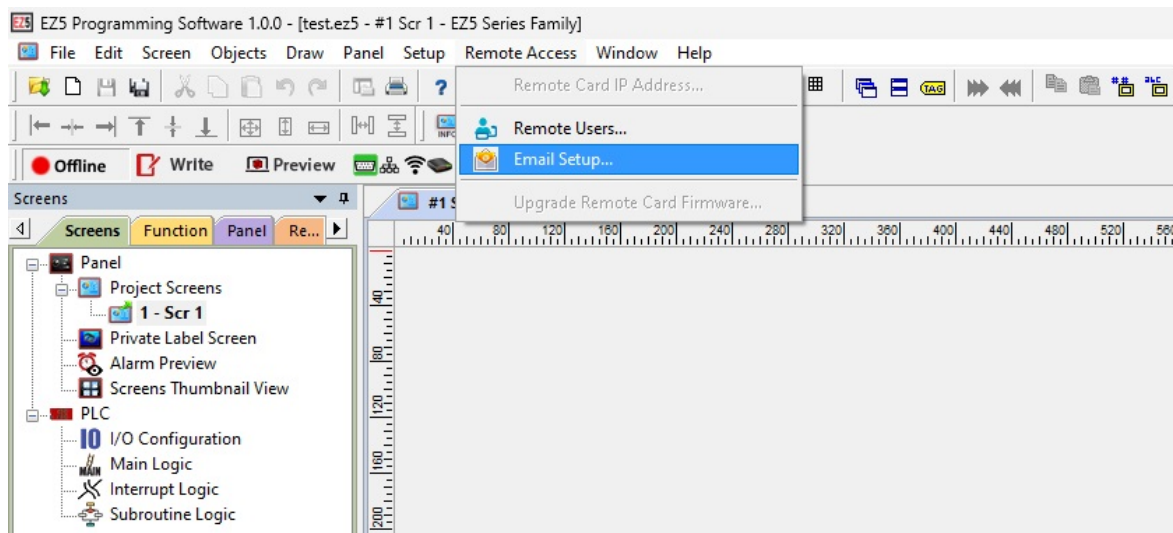 EZ5 Programming Software 1.0.0 - [test.ez5 - #1 Scr 1 - EZ5 Series Family]
File Edit Screen Objects Draw Panel Setup Remote Access Window Help
Remote Card IP Address...
Remote Users...
Email Setup...
Upgrade Remote Card Firmware...
TAG
Offline Write Preview
Screens
#1 S
Screens Function Panel Re...
40 80 120 160 200 240 280 320 360 400 440 480 520 560
Panel
Project Screens
1 - Scr 1
Private Label Screen
Alarm Preview
Screens Thumbnail View
PLC
I/O Configuration
Main Logic
Interrupt Logic
Subroutine Logic
40
80
120
160
200